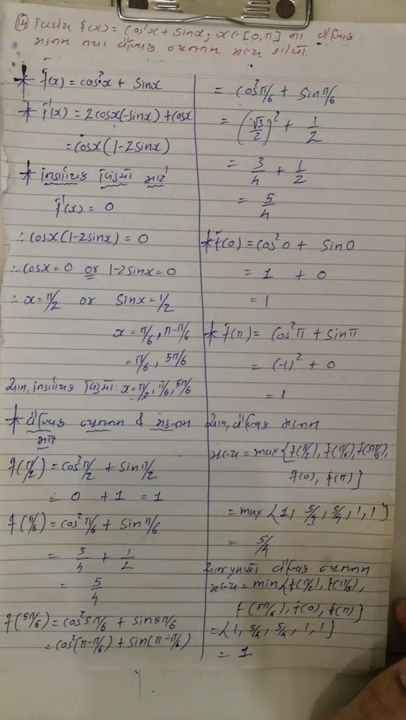 (14) વિધેય f(x) = cos²x + sinx; x∈[0,π] ના વૈશ્વિક
મહત્તમ તથા વૈશ્વિક ન્યૂનતમ મૂલ્ય શોધો.
* f(x) = cos²x + sinx
* f'(x) = 2cosx(-sinx) + cosx
= cosx(1-2sinx)
* નિર્ણાયક બિંદુઓ માટે
f'(x) = 0
∴ cosx(1-2sinx) = 0
∴ cosx = 0 or 1-2sinx = 0
∴ x = π/2 or sinx = 1/2
x = π/6, π-π/6
= π/6, 5π/6
આમ, નિર્ણાયક બિંદુઓ: x = π/2, π/6, 5π/6
* વૈશ્વિક ન્યૂનતમ & મહત્તમ
માટે
f(π/2) = cos²π/2 + sinπ/2
= 0 + 1 = 1
f(π/6) = cos²π/6 + sinπ/6
= 3/4 + 1/2
= 5/4
f(5π/6) = cos²5π/6 + sin5π/6
= cos²(π-π/6) + sin(π-π/6)
= cos²π/6 + sinπ/6
= (-√3/2)² + 1/2
= 3/4 + 1/2
= 5/4
* f(0) = cos²0 + sin0
= 1 + 0
= 1
* f(π) = cos²π + sinπ
= (-1)² + 0
= 1
આમ, વૈશ્વિક મહત્તમ
મૂલ્ય = max{f(π/2), f(π/6), f(5π/6),
f(0), f(π)}
= max{1, 5/4, 5/4, 1, 1}
= 5/4
વૈશ્વિક ન્યૂનતમ
મૂલ્ય = min{f(π/2), f(π/6),
f(5π/6), f(0), f(π)}
= {1, 5/4, 5/4, 1, 1}
= 1